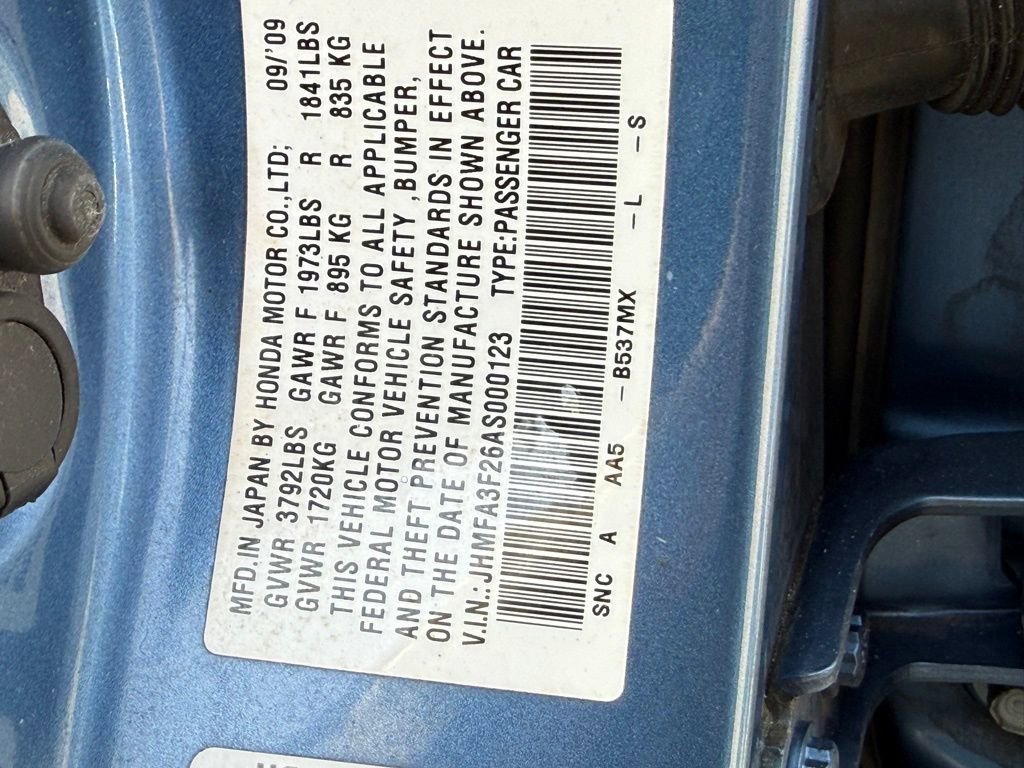 MFD.IN JAPAN BY HONDA MOTOR CO.,LTD; 09/'09
GVWR 3792LBS GAWR F 1973LBS R 1841LBS
GVWR 1720KG GAWR F 895 KG R 835 KG
THIS VEHICLE CONFORMS TO ALL APPLICABLE
FEDERAL MOTOR VEHICLE SAFETY ,BUMPER,
AND THEFT PREVENTION STANDARDS IN EFFECT
ON THE DATE OF MANUFACTURE SHOWN ABOVE.
V.I.N.: JHMFA3F26AS000123 TYPE:PASSENGER CAR
SNC A AA5 –B537MX –L –S